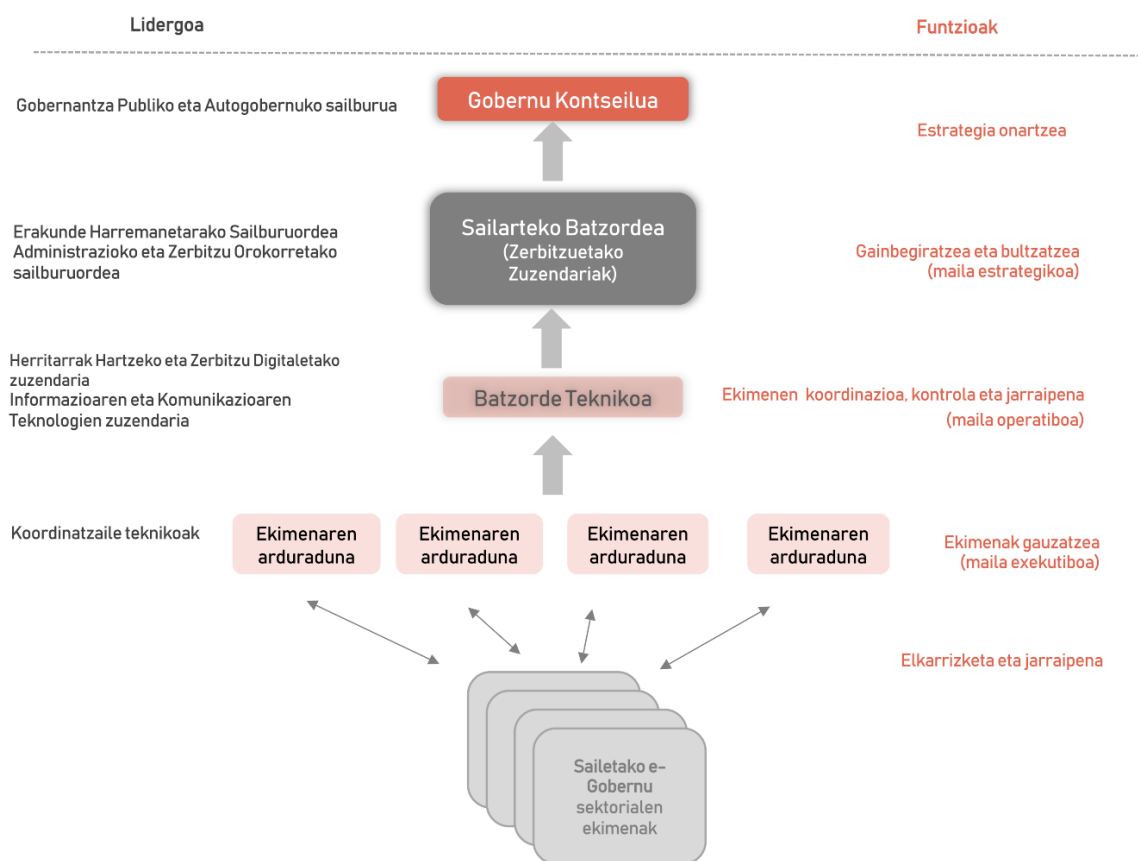 Lidergoa
Funtzioak
Gobernantza Publiko eta Autogobernuko sailburua
Gobernu Kontseilua
Estrategia onartzea
Erakunde Harremanetarako Sailburuordea
Administrazioko eta Zerbitzu Orokorretako
sailburuordea
Sailarteko Batzordea
(Zerbitzuetako
Zuzendariak)
Gainbegiratzea eta bultzatzea
(maila estrategikoa)
Herritarrak Hartzeko eta Zerbitzu Digitaletako
zuzendaria
Informazioaren eta Komunikazioaren
Teknologien zuzendaria
Batzorde Teknikoa
Ekimenen koordinazioa, kontrola eta jarraipena
(maila operatiboa)
Koordinatzaile teknikoak
Ekimenaren
arduraduna
Ekimenaren
arduraduna
Ekimenaren
arduraduna
Ekimenaren
arduraduna
Ekimenak gauzatzea
(maila exekutiboa)
Elkarrizketa eta jarraipena
Sailetako e-
Gobernu
sektorialen
ekimenak